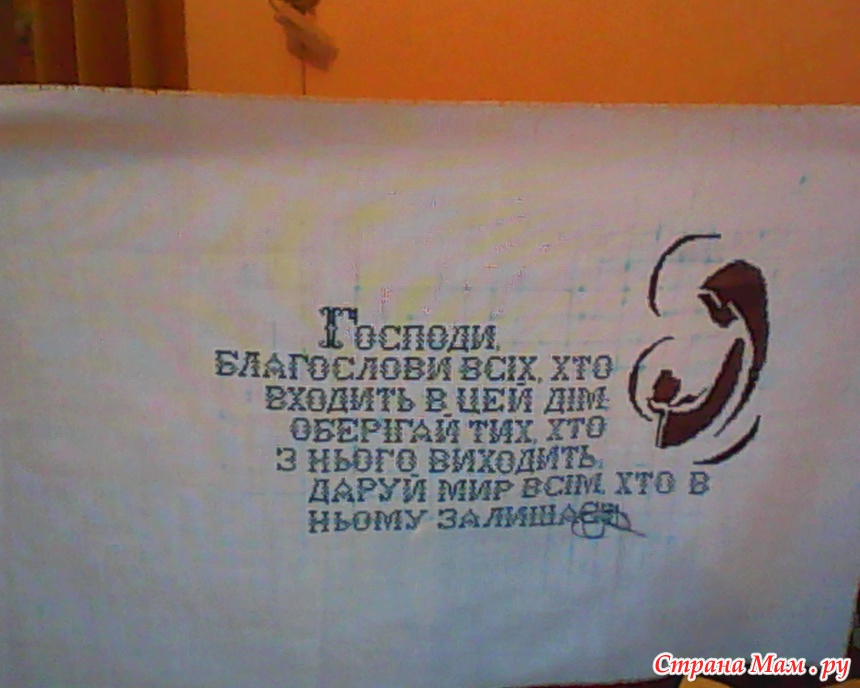 Господи,
БЛАГОСЛОВИ ВСІХ, ХТО
ВХОДИТЬ В ЦЕЙ ДІМ.
ОБЕРІГАЙ ТИХ, ХТО
З НЬОГО ВИХОДИТЬ,
ДАРУЙ МИР ВСІМ, ХТО В
НЬОМУ
Страна Мам.ру